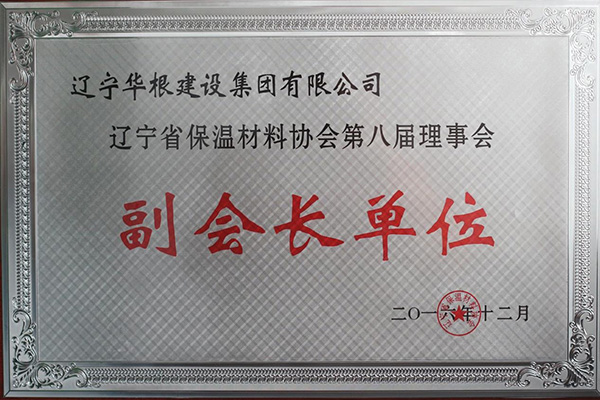 辽宁华根建设集团有限公司
辽宁省保温材料协会第八届理事会
副会长单位
二〇一六年十二月